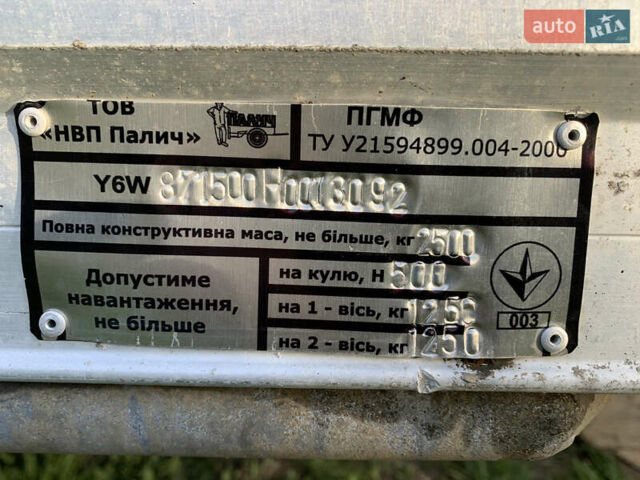 auto RIA.com
ТОВ
«НВП Палич»
ПАЛИЧ
ПГМФ
ТУ У21594899.004-2000
Y6W 871500H0013092
Повна конструктивна маса, не більше, кг 2500
Допустиме
навантаження,
не більше
на кулю, Н 500
на 1 - вісь, кг 1250
на 2 - вісь, кг 1250
003